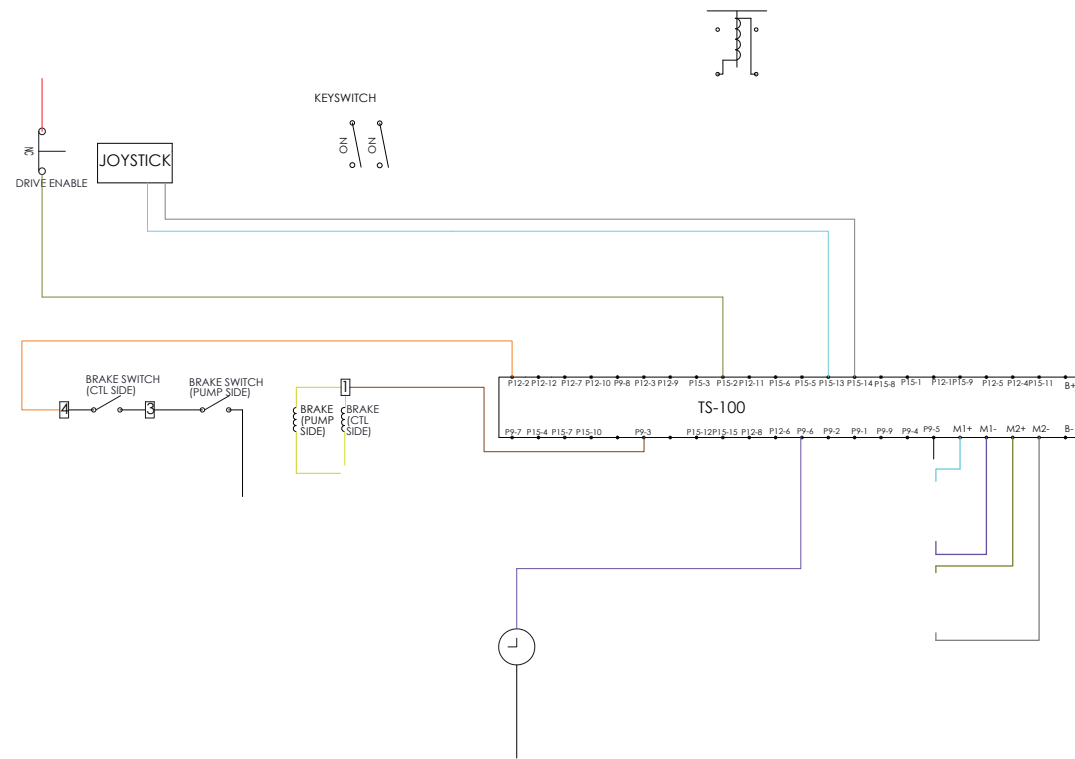 KEYSWITCH
ON
ON
NC
DRIVE ENABLE
JOYSTICK
BRAKE SWITCH
(CTL SIDE)
BRAKE SWITCH
(PUMP SIDE)
4
3
1
BRAKE
(PUMP
SIDE)
BRAKE
(CTL
SIDE)
P12-2 P12-12 P12-7 P12-10 P9-8 P12-3 P12-9 P15-3 P15-2 P12-11 P15-6 P15-5 P15-13 P15-14 P15-8 P15-1 P12-1 P15-9 P12-5 P12-4 P15-11 B+
TS-100
P9-7 P15-4 P15-7 P15-10 P9-3 P15-12 P15-15 P12-8 P12-6 P9-6 P9-2 P9-1 P9-9 P9-4 P9-5 M1+ M1- M2+ M2- B-